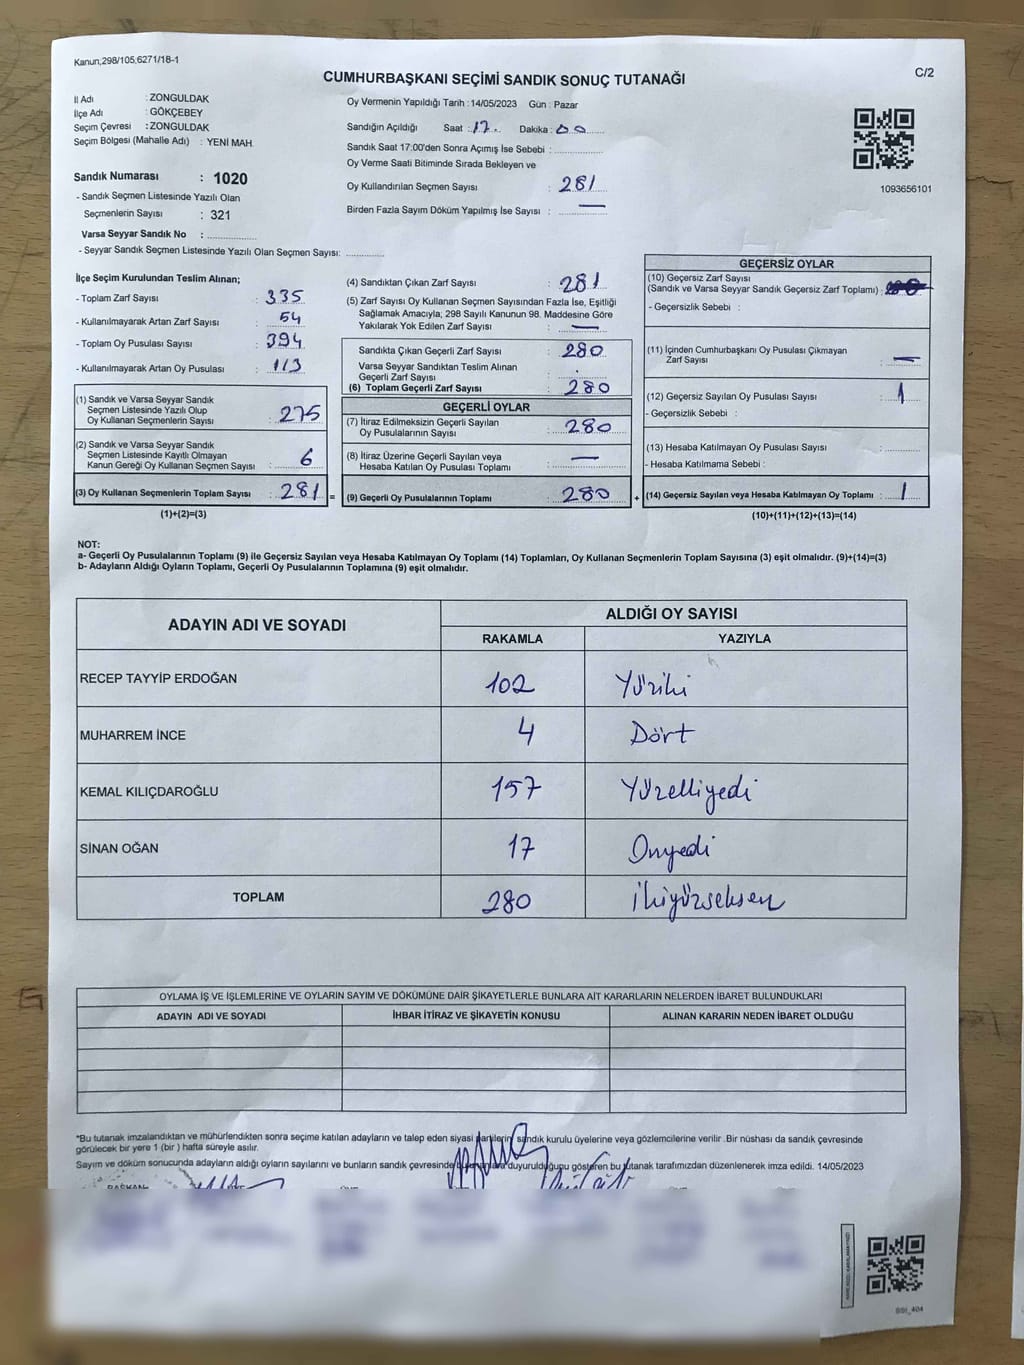 Kanun;298/105;6271/18-1
C/2
CUMHURBAŞKANI SEÇİMİ SANDIK SONUÇ TUTANAĞI
İl Adı : ZONGULDAK
İlçe Adı : GÖKÇEBEY
Seçim Çevresi : ZONGULDAK
Seçim Bölgesi (Mahalle Adı) : YENİ MAH.
Sandık Numarası : 1020
- Sandık Seçmen Listesinde Yazılı Olan
Seçmenlerin Sayısı : 321
Varsa Seyyar Sandık No : ..............
- Seyyar Sandık Seçmen Listesinde Yazılı Olan Seçmen Sayısı: ............
Oy Vermenin Yapıldığı Tarih : 14/05/2023 Gün : Pazar
Sandığın Açıldığı Saat : 17. Dakika : 00
Sandık Saat 17:00'den Sonra Açımış İse Sebebi : ..............
Oy Verme Saati Bitiminde Sırada Bekleyen ve
Oy Kullandırılan Seçmen Sayısı : 281
Birden Fazla Sayım Döküm Yapılmış İse Sayısı : —
1093656101
İlçe Seçim Kurulundan Teslim Alınan;
- Toplam Zarf Sayısı : 335
- Kullanılmayarak Artan Zarf Sayısı : 54
- Toplam Oy Pusulası Sayısı : 394
- Kullanılmayarak Artan Oy Pusulası : 113
(1) Sandık ve Varsa Seyyar Sandık
Seçmen Listesinde Yazılı Olup
Oy Kullanan Seçmenlerin Sayısı : 275
(2) Sandık ve Varsa Seyyar Sandık
Seçmen Listesinde Kayıtlı Olmayan
Kanun Gereği Oy Kullanan Seçmen Sayısı : 6
(3) Oy Kullanan Seçmenlerin Toplam Sayısı : 281 =
(1)+(2)=(3)
(4) Sandıktan Çıkan Zarf Sayısı : 281
(5) Zarf Sayısı Oy Kullanan Seçmen Sayısından Fazla İse, Eşitliği
Sağlamak Amacıyla; 298 Sayılı Kanunun 98. Maddesine Göre
Yakılarak Yok Edilen Zarf Sayısı : —
Sandıkta Çıkan Geçerli Zarf Sayısı : 280
Varsa Seyyar Sandıktan Teslim Alınan
Geçerli Zarf Sayısı :
(6) Toplam Geçerli Zarf Sayısı : 280
GEÇERLİ OYLAR
(7) İtiraz Edilmeksizin Geçerli Sayılan
Oy Pusulalarının Sayısı : 280
(8) İtiraz Üzerine Geçerli Sayılan veya
Hesaba Katılan Oy Pusulası Toplamı : —
(9) Geçerli Oy Pusulalarının Toplamı : 280 +
GEÇERSİZ OYLAR
(10) Geçersiz Zarf Sayısı
(Sandık ve Varsa Seyyar Sandık Geçersiz Zarf Toplamı) :
- Geçersizlik Sebebi :
(11) İçinden Cumhurbaşkanı Oy Pusulası Çıkmayan
Zarf Sayısı : —
(12) Geçersiz Sayılan Oy Pusulası Sayısı : 1
- Geçersizlik Sebebi :
(13) Hesaba Katılmayan Oy Pusulası Sayısı : ............
- Hesaba Katılmama Sebebi :
(14) Geçersiz Sayılan veya Hesaba Katılmayan Oy Toplamı : 1
(10)+(11)+(12)+(13)=(14)
NOT:
a- Geçerli Oy Pusulalarının Toplamı (9) ile Geçersiz Sayılan veya Hesaba Katılmayan Oy Toplamı (14) Toplamları, Oy Kullanan Seçmenlerin Toplam Sayısına (3) eşit olmalıdır. (9)+(14)=(3)
b- Adayların Aldığı Oyların Toplamı, Geçerli Oy Pusulalarının Toplamına (9) eşit olmalıdır.
ADAYIN ADI VE SOYADI ALDIĞI OY SAYISI
RAKAMLA YAZIYLA
RECEP TAYYİP ERDOĞAN 102 Yüziki
MUHARREM İNCE 4 Dört
KEMAL KILIÇDAROĞLU 157 Yüzelliyedi
SİNAN OĞAN 17 Onyedi
TOPLAM 280 İkiyüzseksen
OYLAMA İŞ VE İŞLEMLERİNE VE OYLARIN SAYIM VE DÖKÜMÜNE DAİR ŞİKAYETLERLE BUNLARA AİT KARARLARIN NELERDEN İBARET BULUNDUKLARI
ADAYIN ADI VE SOYADI İHBAR İTİRAZ VE ŞİKAYETİN KONUSU ALINAN KARARIN NEDEN İBARET OLDUĞU
*Bu tutanak imzalandıktan ve mühürlendikten sonra seçime katılan adayların ve talep eden siyasi partilerin sandık kurulu üyelerine veya gözlemcilerine verilir .Bir nüshası da sandık çevresinde
görülecek bir yere 1 (bir ) hafta süreyle asılır.
Sayım ve döküm sonucunda adayların aldığı oyların sayılarını ve bunların sandık çevresinde bulunanlara duyurulduğunu gösteren bu tutanak tarafımızdan düzenlenerek imza edildi. 14/05/2023
BAŞKAN
SSI_404